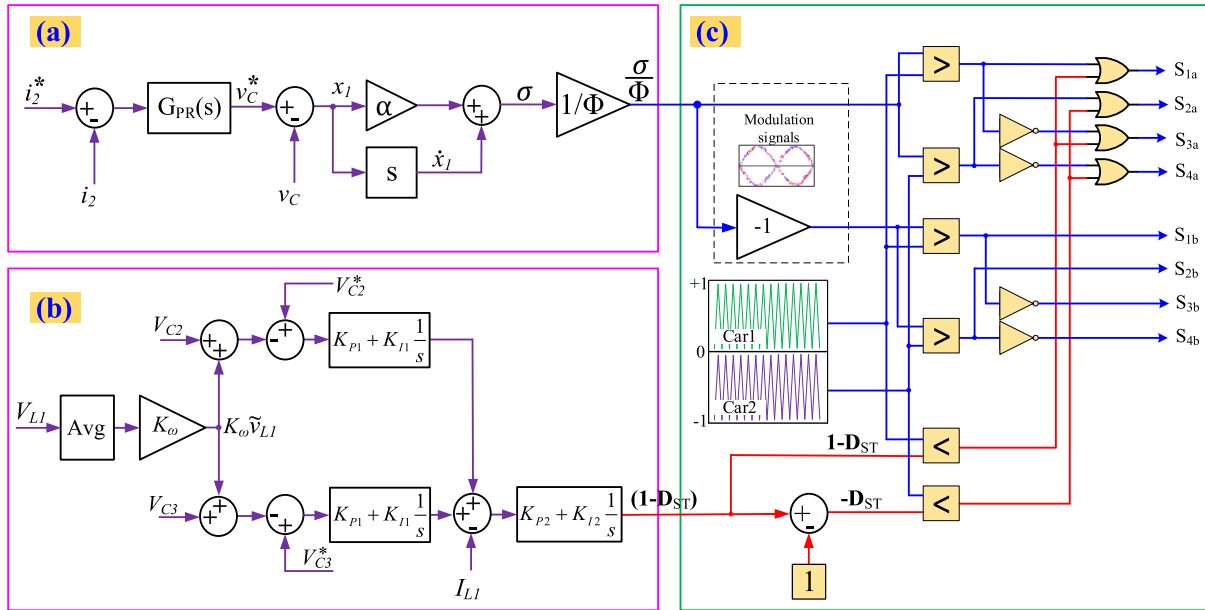 (a)
i2*
+
-
i2
GPR(s)
vC*
+
-
vC
x1
α
s
ẋ1
+
+
σ
1/Φ
σ/Φ
(b)
VC2*
VC2
+
+
-
+
KP1 + KI1 1/s
VL1
Avg
Kω
KωṽL1
VC3
+
+
-
+
VC3*
KP1 + KI1 1/s
+
+
-
IL1
KP2 + KI2 1/s
(1-DST)
(c)
Modulation
signals
-1
+1
Car1
0
Car2
-1
>
>
>
>
<
<
1-DST
-DST
+
-
1
S1a
S2a
S3a
S4a
S1b
S2b
S3b
S4b